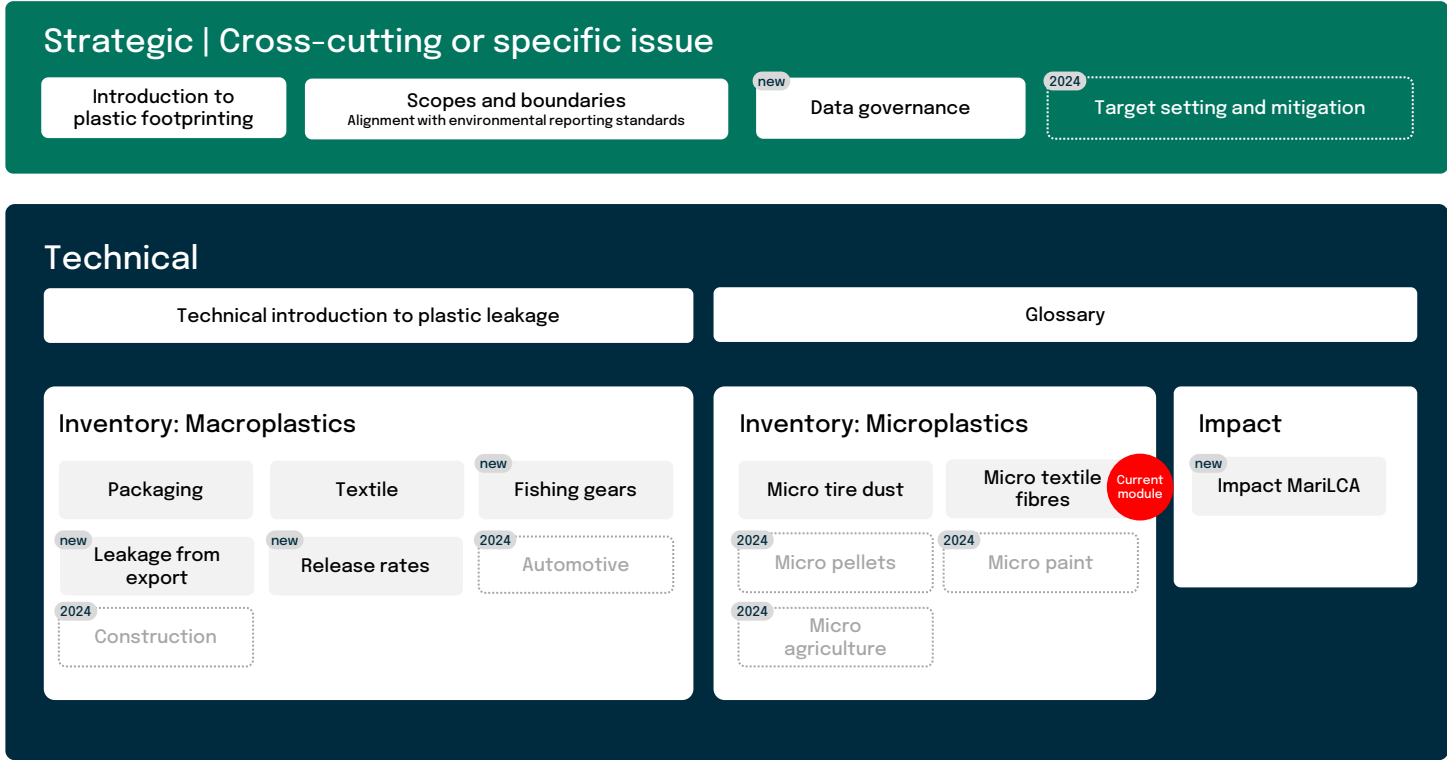 Strategic | Cross-cutting or specific issue
Introduction to
plastic footprinting
Scopes and boundaries
Alignment with environmental reporting standards
new
Data governance
2024
Target setting and mitigation
Technical
Technical introduction to plastic leakage
Glossary
Inventory: Macroplastics
Packaging
Textile
new
Fishing gears
new
Leakage from
export
new
Release rates
2024
Automotive
2024
Construction
Inventory: Microplastics
Micro tire dust
Micro textile
fibres
Current
module
2024
Micro pellets
2024
Micro paint
2024
Micro
agriculture
Impact
new
Impact MariLCA